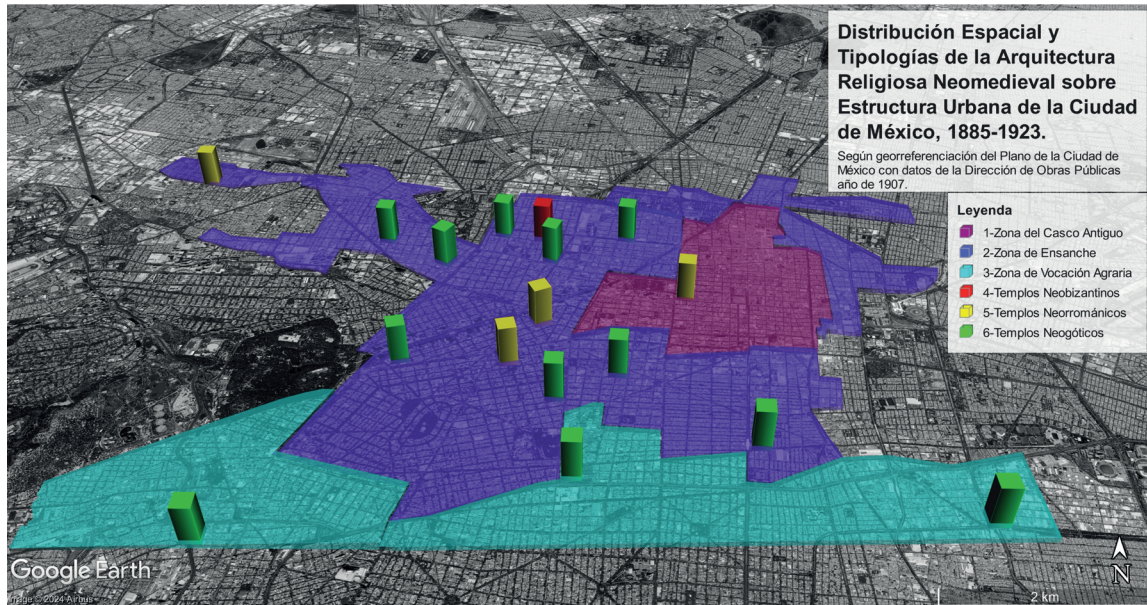 Distribución Espacial y
Tipologías de la Arquitectura
Religiosa Neomedieval sobre
Estructura Urbana de la Ciudad
de México, 1885-1923.
Según georreferenciación del Plano de la Ciudad de
México con datos de la Dirección de Obras Públicas
año de 1907.
Leyenda
1-Zona del Casco Antiguo
2-Zona de Ensanche
3-Zona de Vocación Agraria
4-Templos Neobizantinos
5-Templos Neorrománicos
6-Templos Neogóticos
Google Earth
Image © 2024 Airbus
N
2 km